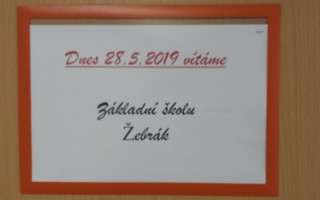 Dnes 28.5.2019 vítáme
Základní školu
Žebrák